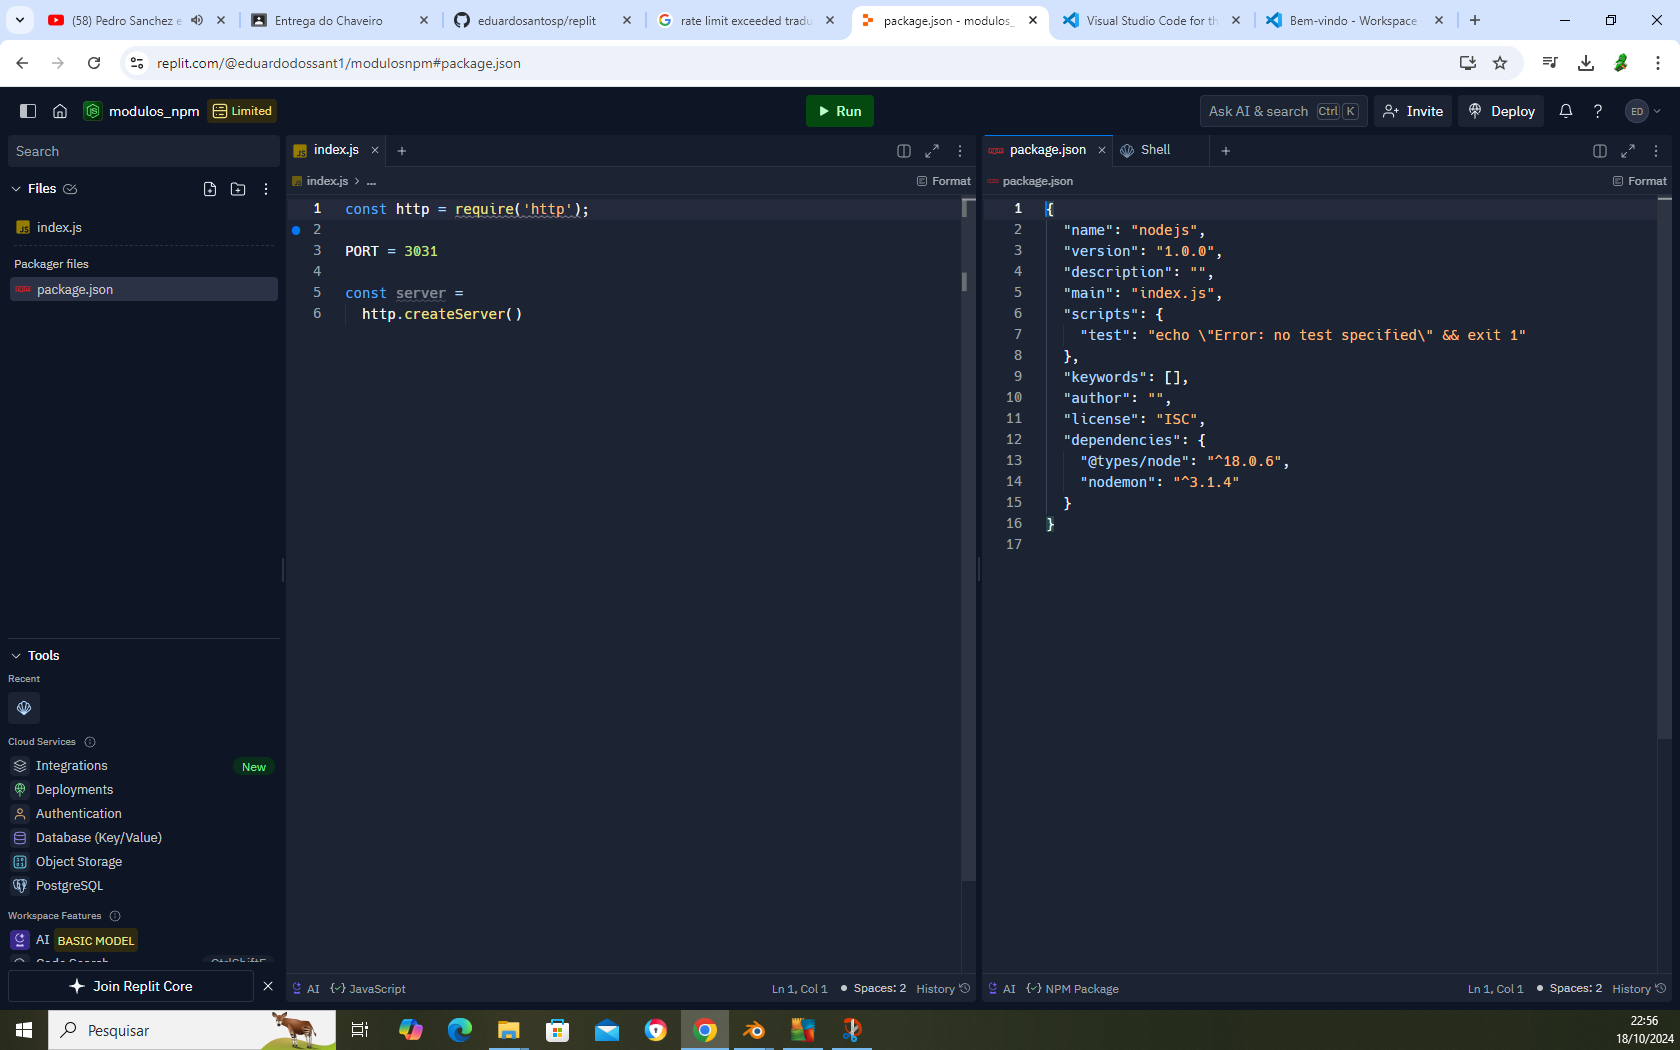 (58) Pedro Sanchez e
Entrega do Chaveiro
eduardosantosp/replit
rate limit exceeded tradu
package.json - modulos_
Visual Studio Code for th
Bem-vindo - Workspace
replit.com/@eduardodossant1/modulosnpm#package.json
modulos_npm
Limited
Run
Ask AI & search Ctrl K
Invite
Deploy
ED
Search
Files
index.js
Packager files
package.json
Tools
Recent
Cloud Services
Integrations New
Deployments
Authentication
Database (Key/Value)
Object Storage
PostgreSQL
Workspace Features
AI BASIC MODEL
Code Search CtrlShiftF
Join Replit Core
index.js
index.js > ...
Format
1 const http = require('http');
2
3 PORT = 3031
4
5 const server =
6 http.createServer()
AI JavaScript
Ln 1, Col 1 Spaces: 2 History
package.json
Shell
package.json
Format
1 {
2 "name": "nodejs",
3 "version": "1.0.0",
4 "description": "",
5 "main": "index.js",
6 "scripts": {
7 "test": "echo \"Error: no test specified\" && exit 1"
8 },
9 "keywords": [],
10 "author": "",
11 "license": "ISC",
12 "dependencies": {
13 "@types/node": "^18.0.6",
14 "nodemon": "^3.1.4"
15 }
16 }
17
AI NPM Package
Ln 1, Col 1 Spaces: 2 History
Pesquisar
22:56
18/10/2024